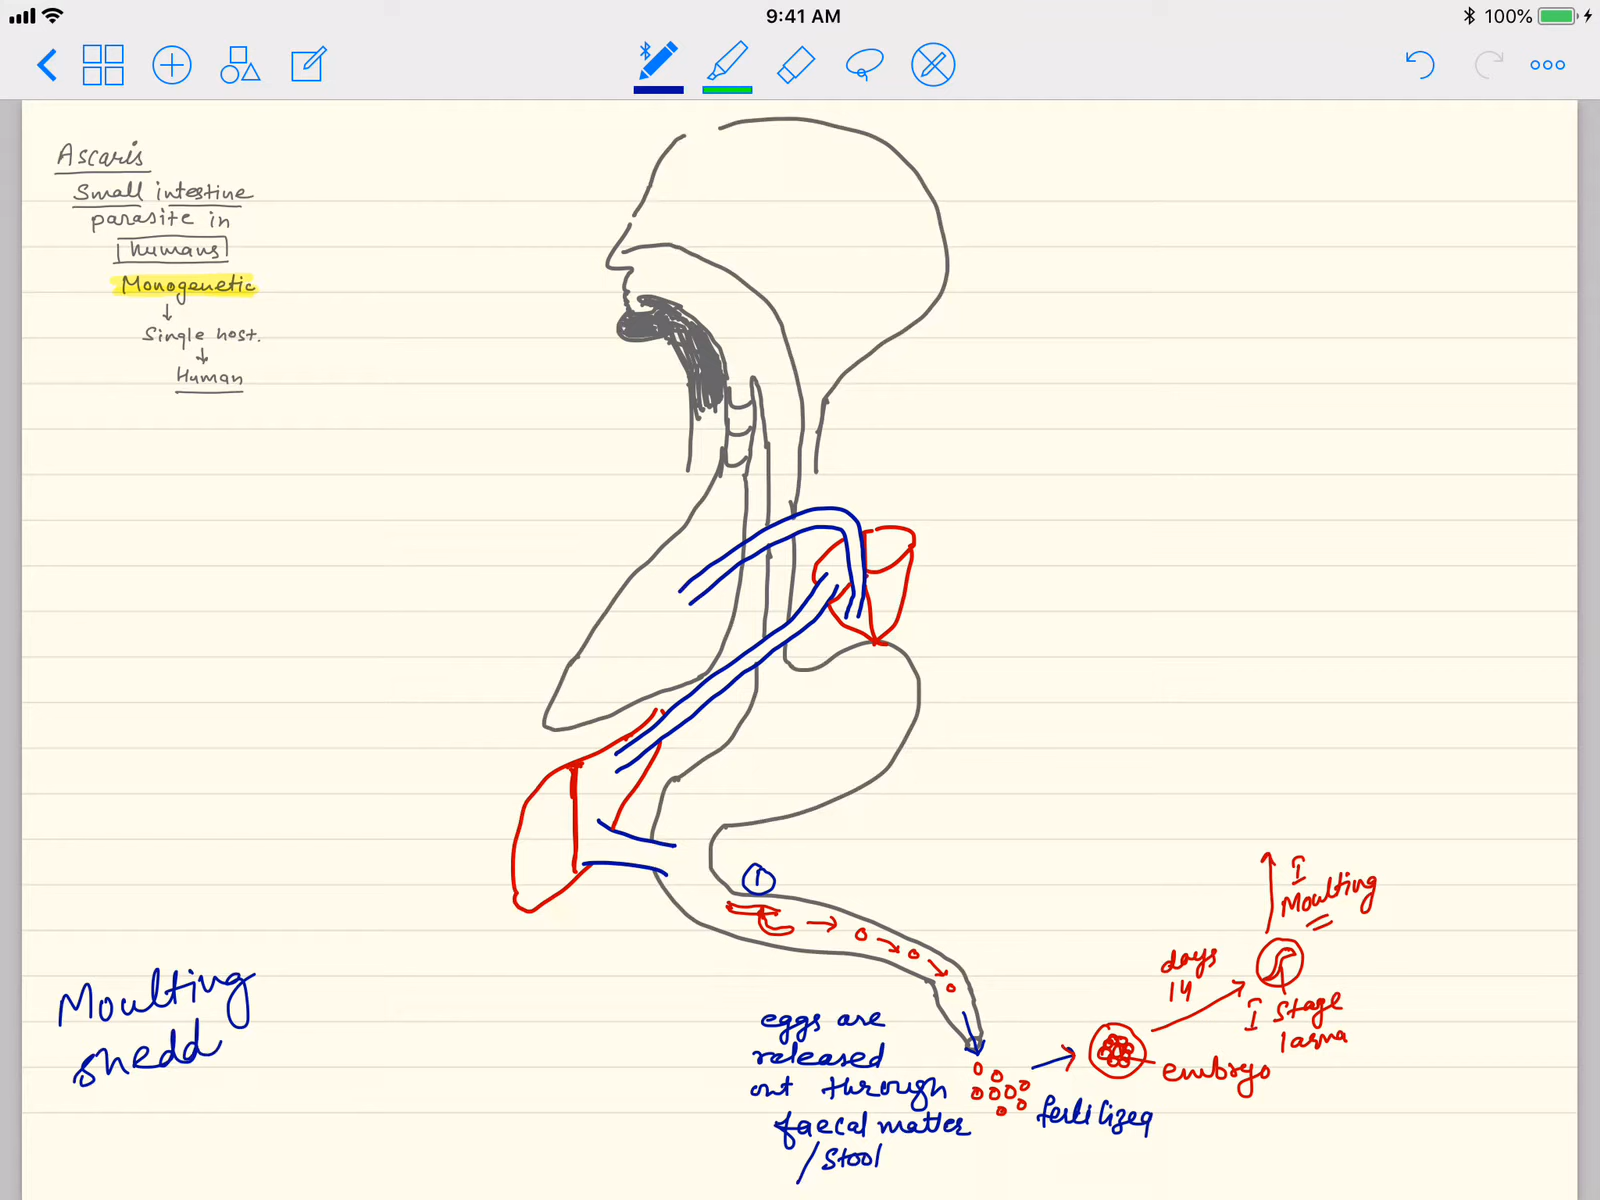 9:41 AM
100%
Ascaris
Small intestine
parasite in
humans
Monogenetic
↓
Single host.
↓
Human
Moulting
shedd
1
eggs are
released
out through
faecal matter
/ stool
fertilized
embryo
days
14
I Stage
larva
I
Moulting